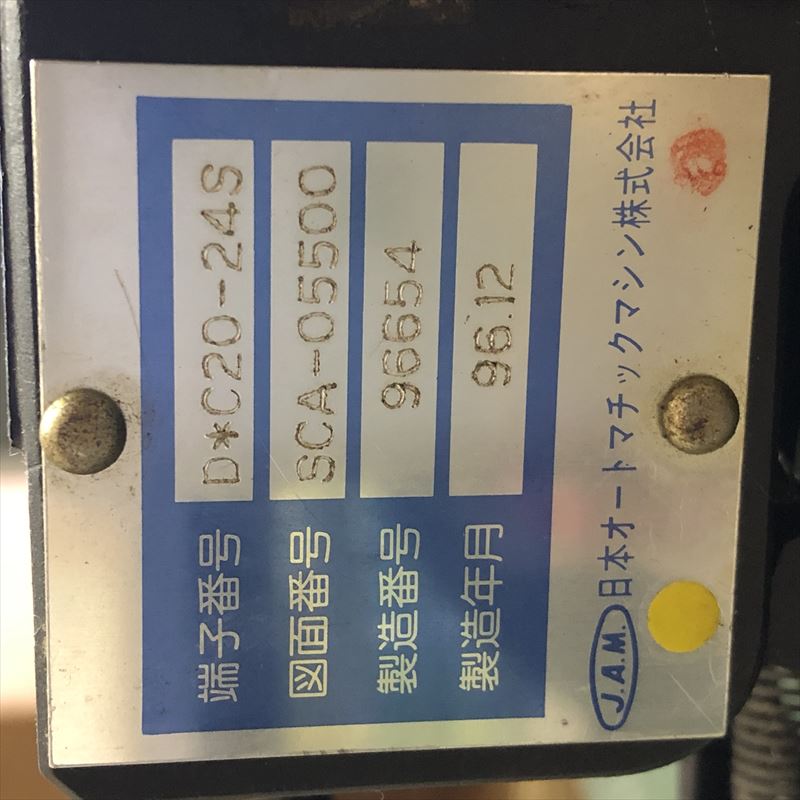 端子番号 D*C20-24S
図面番号 SCA-05500
製造番号 96654
製造年月 96.12
J.A.M. 日本オートマチックマシン株式会社